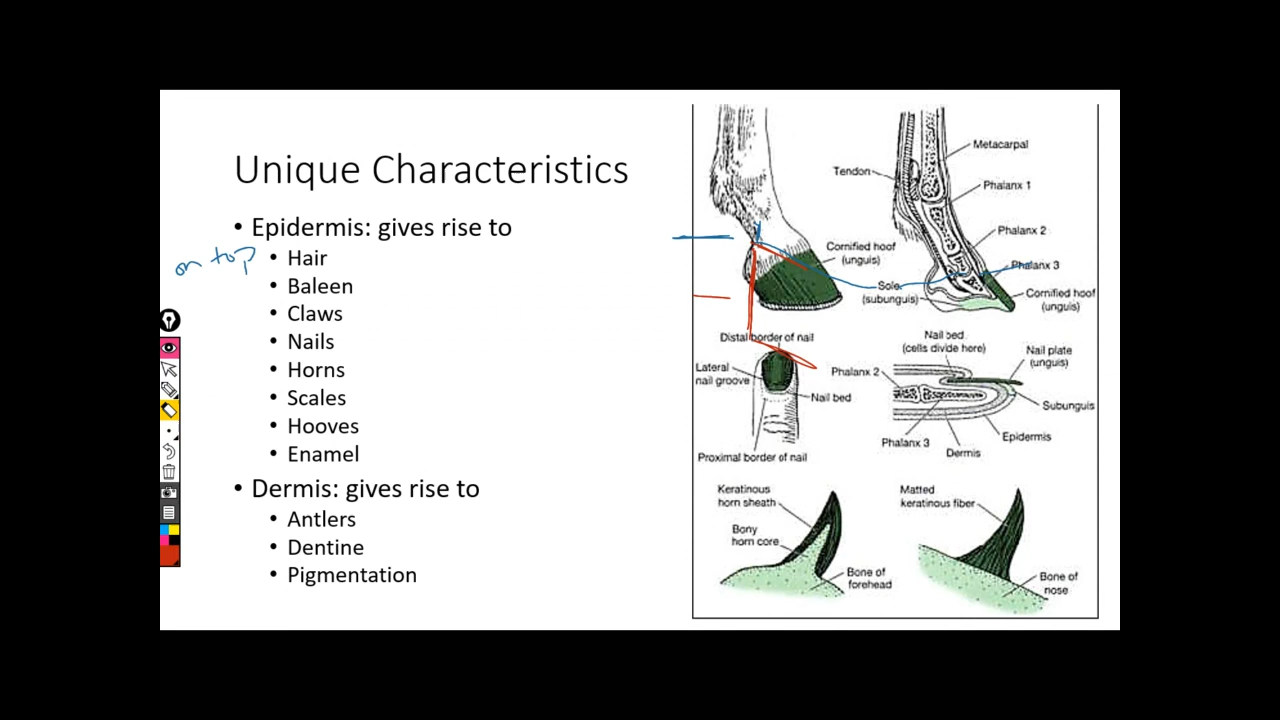 Unique Characteristics
• Epidermis: gives rise to
on top
• Hair
• Baleen
• Claws
• Nails
• Horns
• Scales
• Hooves
• Enamel
• Dermis: gives rise to
• Antlers
• Dentine
• Pigmentation
Metacarpal
Tendon
Phalanx 1
Phalanx 2
Cornified hoof
(unguis)
Phalanx 3
Sole
(subunguis)
Cornified hoof
(unguis)
Distal border of nail
Nail bed
(cells divide here)
Nail plate
(unguis)
Lateral
nail groove
Phalanx 2
Nail bed
Subunguis
Phalanx 3
Epidermis
Dermis
Proximal border of nail
Keratinous
horn sheath
Matted
keratinous fiber
Bony
horn core
Bone of
forehead
Bone of
nose